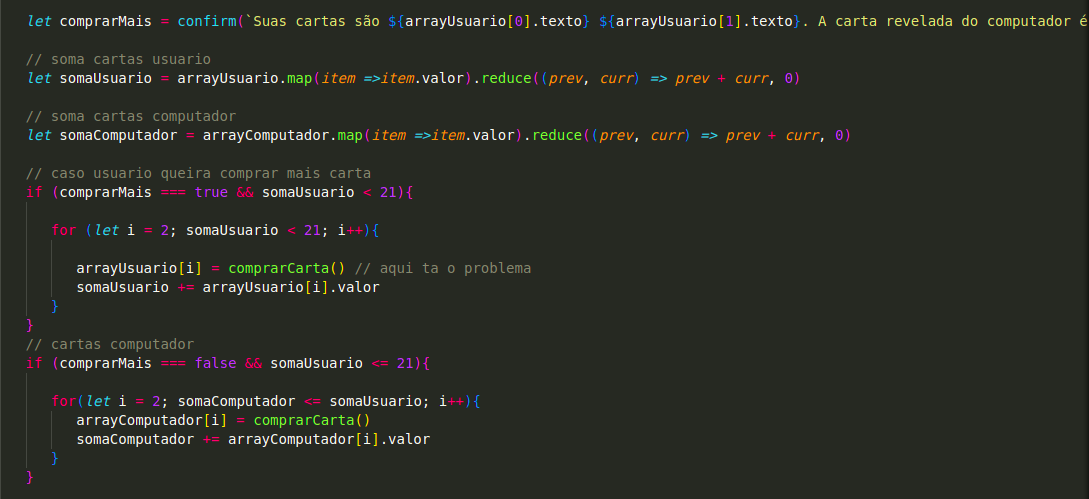 let comprarMais = confirm(`Suas cartas são ${arrayUsuario[0].texto} ${arrayUsuario[1].texto}. A carta revelada do computador é
// soma cartas usuario
let somaUsuario = arrayUsuario.map(item =>item.valor).reduce((prev, curr) => prev + curr, 0)
// soma cartas computador
let somaComputador = arrayComputador.map(item =>item.valor).reduce((prev, curr) => prev + curr, 0)
// caso usuario queira comprar mais carta
if (comprarMais === true && somaUsuario < 21){
for (let i = 2; somaUsuario < 21; i++){
arrayUsuario[i] = comprarCarta() // aqui ta o problema
somaUsuario += arrayUsuario[i].valor
}
}
// cartas computador
if (comprarMais === false && somaUsuario <= 21){
for(let i = 2; somaComputador <= somaUsuario; i++){
arrayComputador[i] = comprarCarta()
somaComputador += arrayComputador[i].valor
}
}